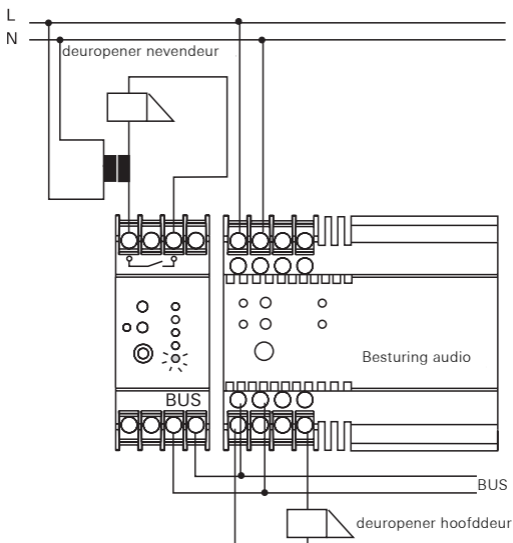 L
N
deuropener nevendeur
Besturing audio
BUS
BUS
deuropener hoofddeur